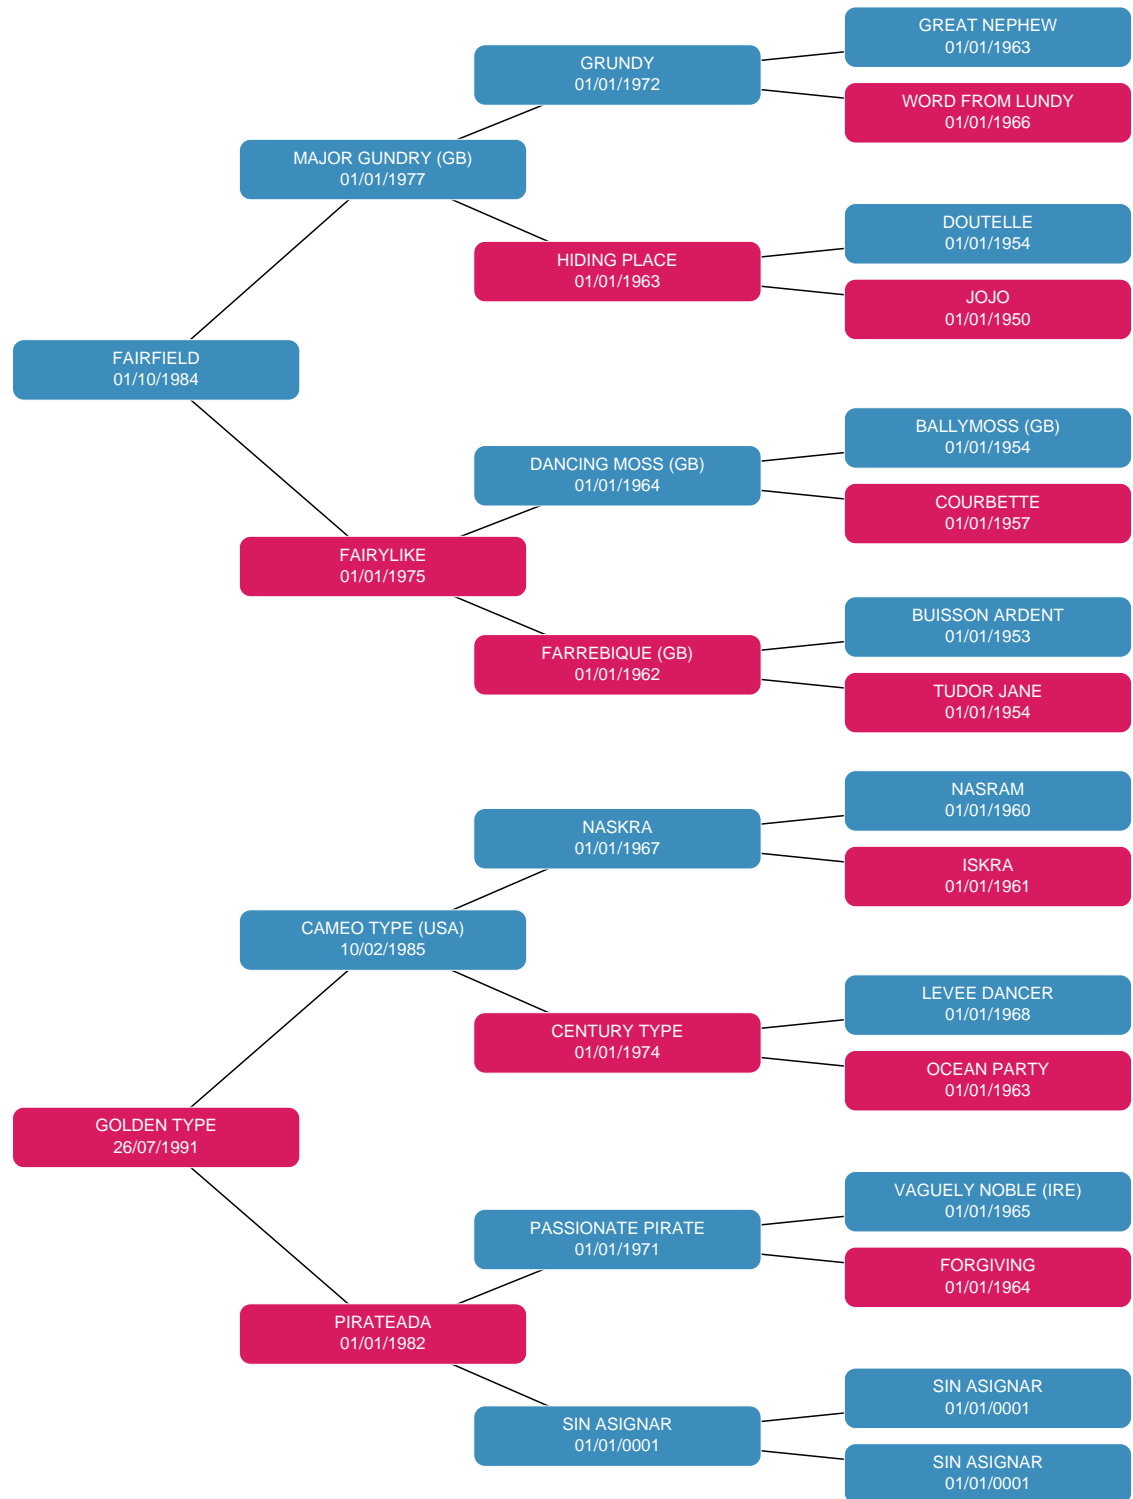 GREAT NEPHEW
01/01/1963
GRUNDY
01/01/1972
WORD FROM LUNDY
01/01/1966
MAJOR GUNDRY (GB)
01/01/1977
DOUTELLE
01/01/1954
HIDING PLACE
01/01/1963
JOJO
01/01/1950
FAIRFIELD
01/10/1984
BALLYMOSS (GB)
01/01/1954
DANCING MOSS (GB)
01/01/1964
COURBETTE
01/01/1957
FAIRYLIKE
01/01/1975
BUISSON ARDENT
01/01/1953
FARREBIQUE (GB)
01/01/1962
TUDOR JANE
01/01/1954
NASRAM
01/01/1960
NASKRA
01/01/1967
ISKRA
01/01/1961
CAMEO TYPE (USA)
10/02/1985
LEVEE DANCER
01/01/1968
CENTURY TYPE
01/01/1974
OCEAN PARTY
01/01/1963
GOLDEN TYPE
26/07/1991
VAGUELY NOBLE (IRE)
01/01/1965
PASSIONATE PIRATE
01/01/1971
FORGIVING
01/01/1964
PIRATEADA
01/01/1982
SIN ASIGNAR
01/01/0001
SIN ASIGNAR
01/01/0001
SIN ASIGNAR
01/01/0001